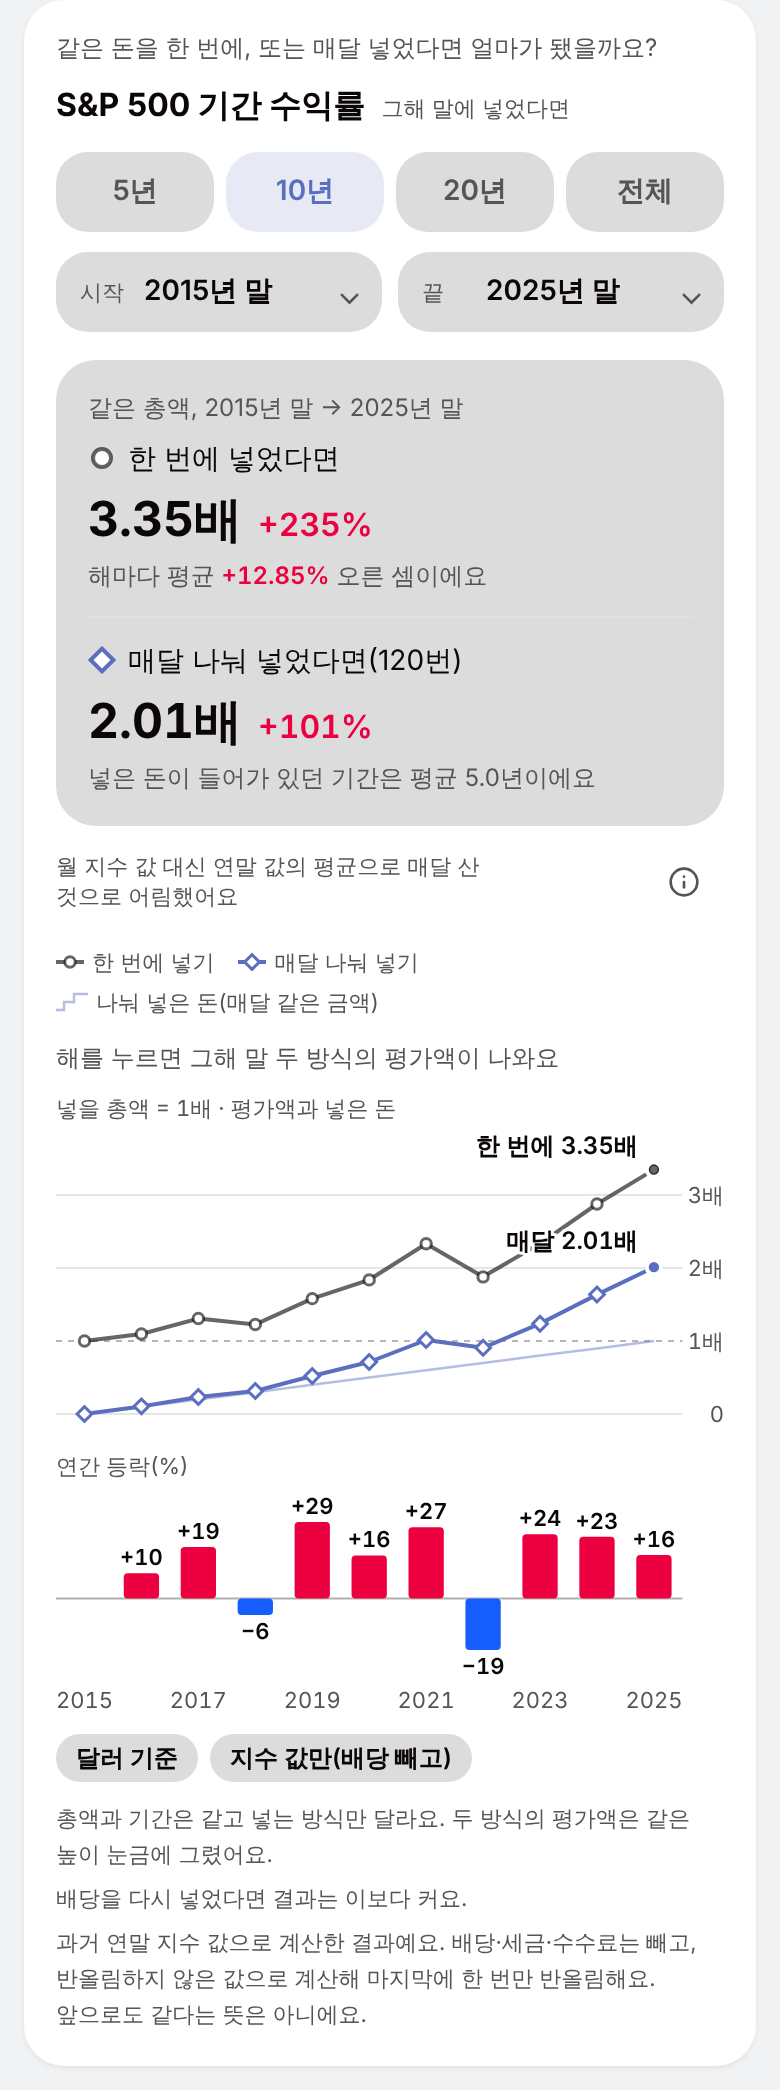 같은 돈을 한 번에, 또는 매달 넣었다면 얼마가 됐을까요?
S&P 500 기간 수익률 그해 말에 넣었다면
5년 10년 20년 전체
시작 2015년 말 끝 2025년 말
같은 총액, 2015년 말 → 2025년 말
한 번에 넣었다면
3.35배 +235%
해마다 평균 +12.85% 오른 셈이에요
매달 나눠 넣었다면(120번)
2.01배 +101%
넣은 돈이 들어가 있던 기간은 평균 5.0년이에요
월 지수 값 대신 연말 값의 평균으로 매달 산
것으로 어림했어요
한 번에 넣기 매달 나눠 넣기
나눠 넣은 돈(매달 같은 금액)
해를 누르면 그해 말 두 방식의 평가액이 나와요
넣을 총액 = 1배 · 평가액과 넣은 돈
한 번에 3.35배
3배
매달 2.01배
2배
1배
0
연간 등락(%)
+10 +19 −6 +29 +16 +27 −19 +24 +23 +16
2015 2017 2019 2021 2023 2025
달러 기준 지수 값만(배당 빼고)
총액과 기간은 같고 넣는 방식만 달라요. 두 방식의 평가액은 같은
높이 눈금에 그렸어요.
배당을 다시 넣었다면 결과는 이보다 커요.
과거 연말 지수 값으로 계산한 결과예요. 배당·세금·수수료는 빼고,
반올림하지 않은 값으로 계산해 마지막에 한 번만 반올림해요.
앞으로도 같다는 뜻은 아니에요.